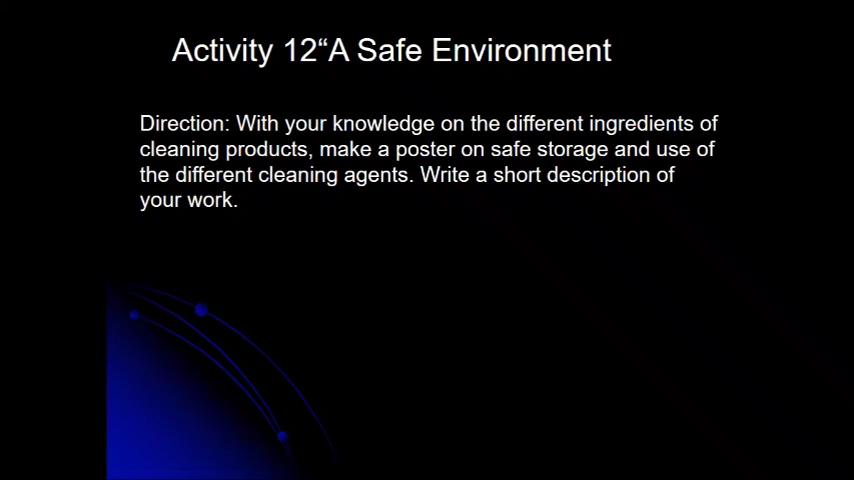 Activity 12“A Safe Environment
Direction: With your knowledge on the different ingredients of
cleaning products, make a poster on safe storage and use of
the different cleaning agents. Write a short description of
your work.